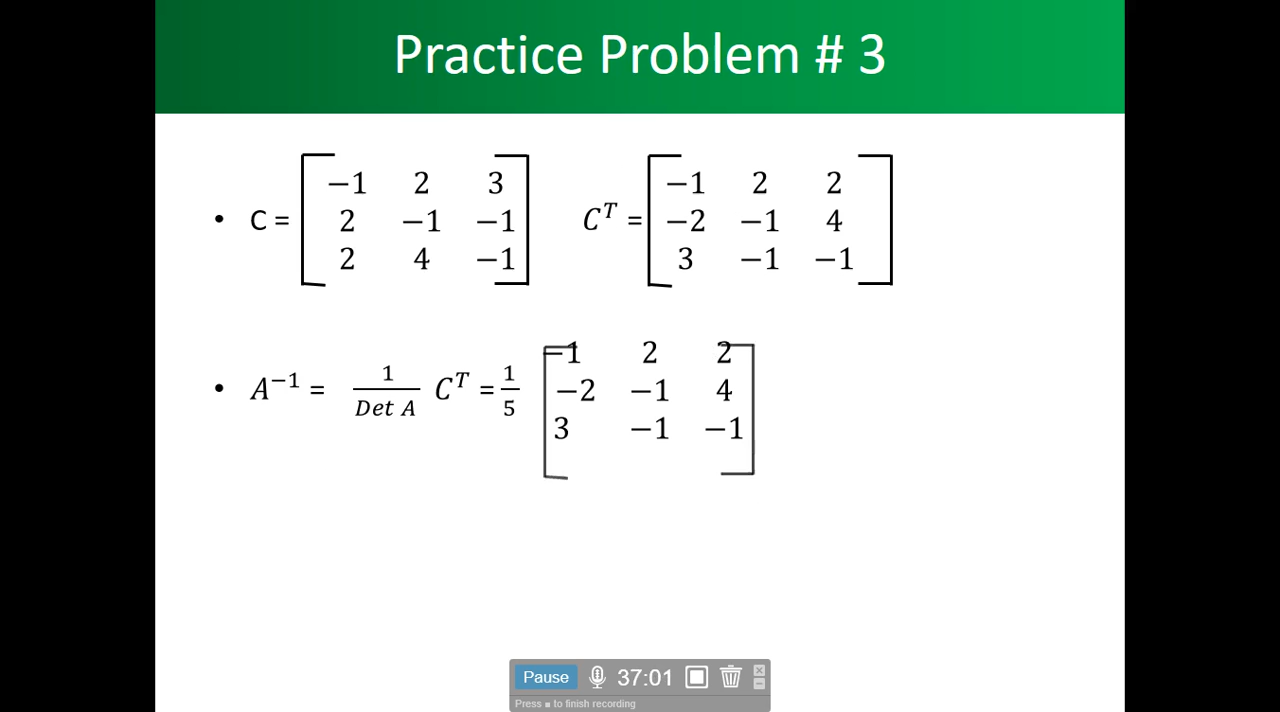 Practice Problem # 3
• C = [−1 2 3
2 −1 −1
2 4 −1]
C^T = [−1 2 2
−2 −1 4
3 −1 −1]
• A^−1 = 1/Det A C^T = 1/5 [−1 2 2
−2 −1 4
3 −1 −1]
Pause 37:01
Press ■ to finish recording